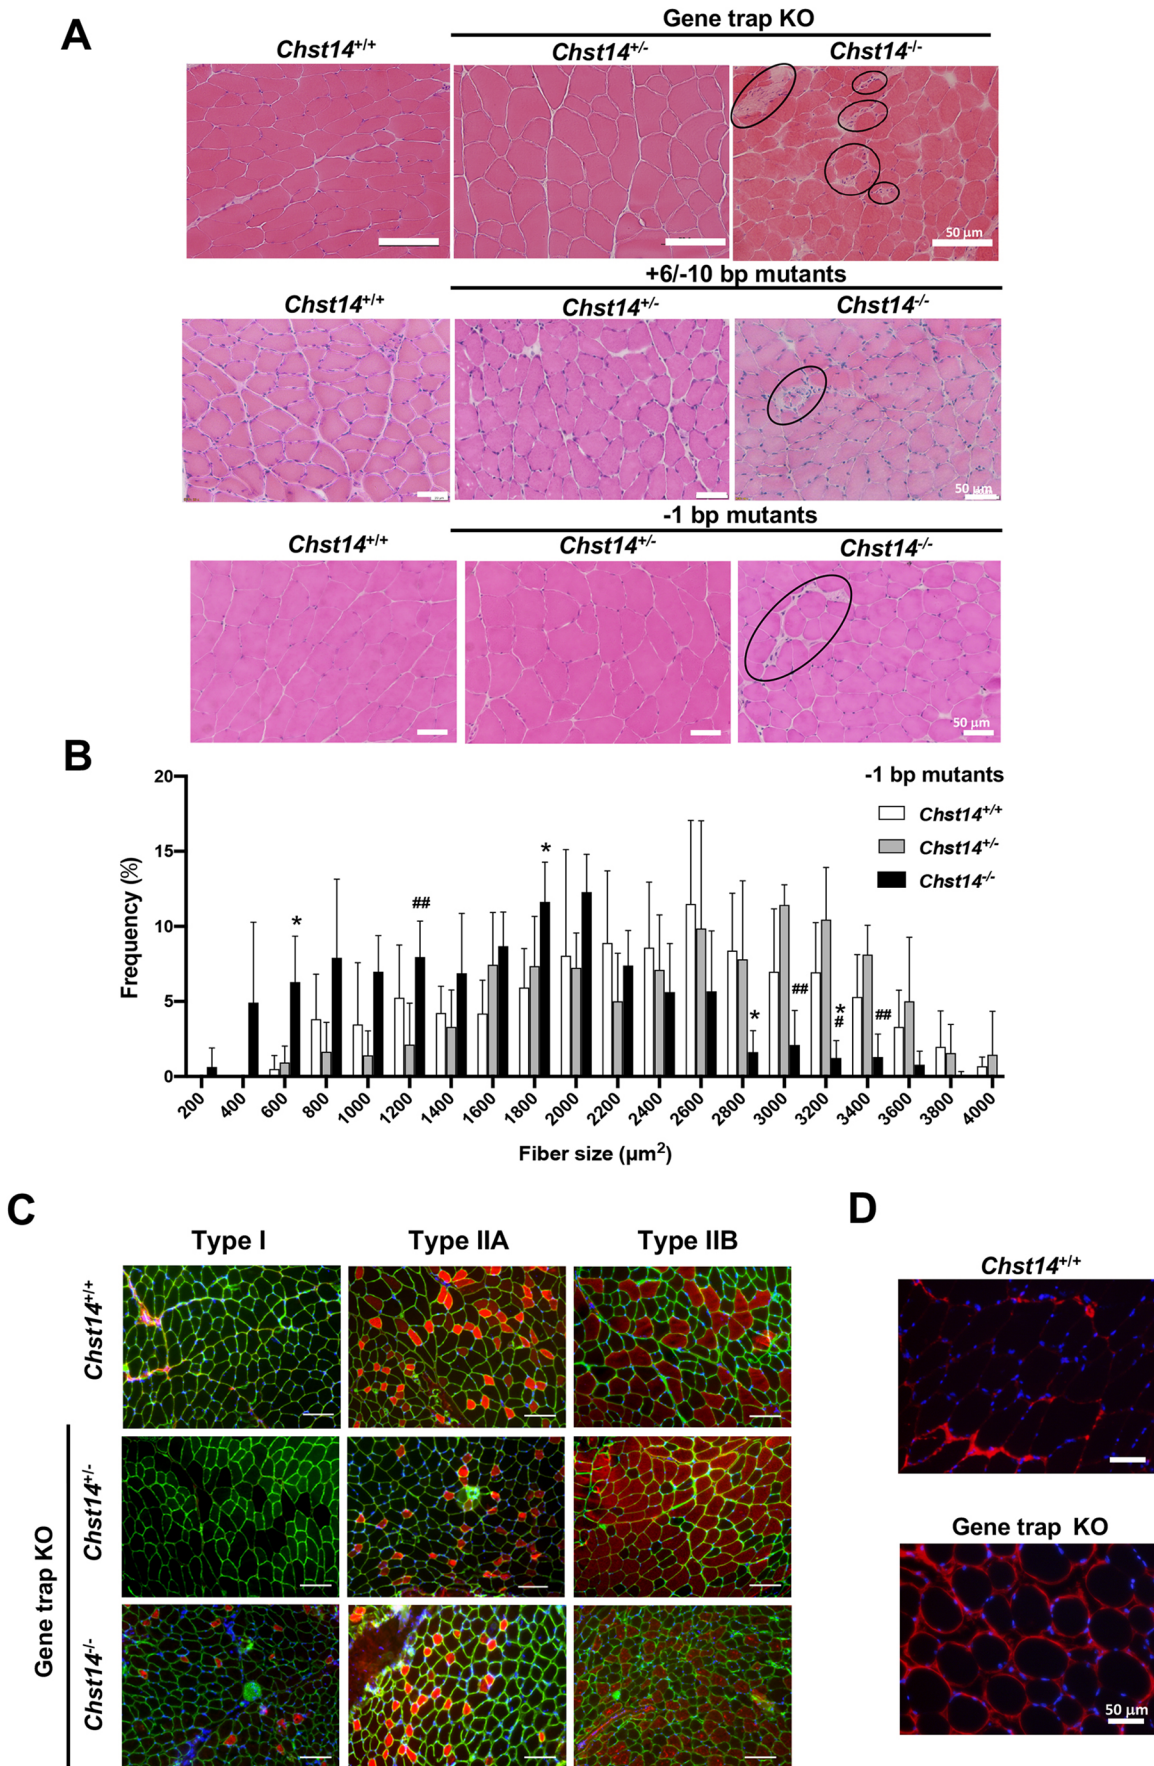 A
Gene trap KO
Chst14+/+
Chst14+/-
Chst14-/-
50 µm
+6/-10 bp mutants
Chst14+/+
Chst14+/-
Chst14-/-
50 µm
-1 bp mutants
Chst14+/+
Chst14+/-
Chst14-/-
50 µm
B
-1 bp mutants
Chst14+/+
Chst14+/-
Chst14-/-
Frequency (%)
20
15
10
5
0
* ## * * ## * # ##
200 400 600 800 1000 1200 1400 1600 1800 2000 2200 2400 2600 2800 3000 3200 3400 3600 3800 4000
Fiber size (µm2)
C
Type I Type IIA Type IIB
Chst14+/+
Gene trap KO
Chst14+/-
Chst14-/-
D
Chst14+/+
Gene trap KO
50 µm